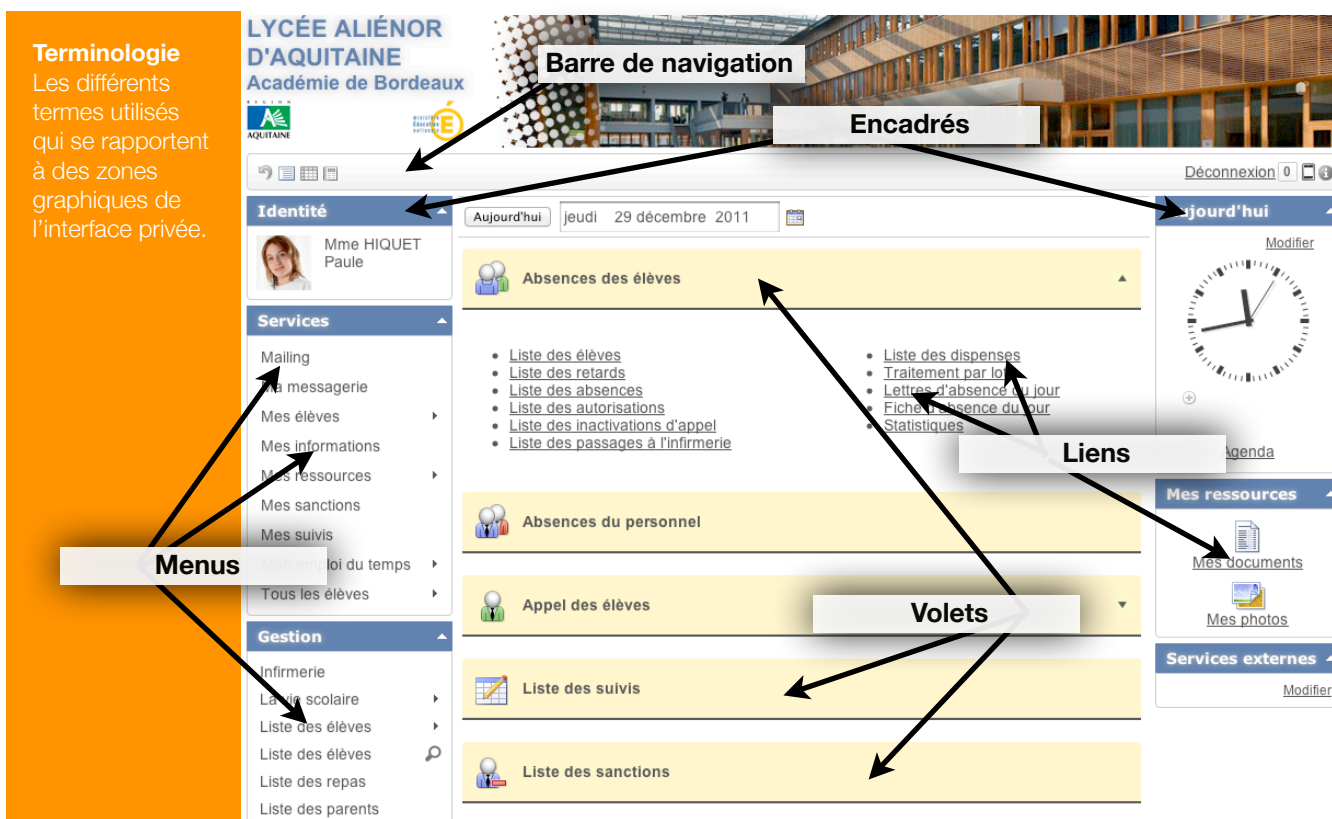 Terminologie
Les différents
termes utilisés
qui se rapportent
à des zones
graphiques de
l'interface privée.
LYCÉE ALIÉNOR
D'AQUITAINE
Académie de Bordeaux
RÉGION
AQUITAINE
Barre de navigation
Encadrés
Déconnexion 0
Identité
Mme HIQUET
Paule
Services
Mailing
Ma messagerie
Mes élèves
Mes informations
Mes ressources
Mes sanctions
Mes suivis
Mon emploi du temps
Tous les élèves
Menus
Gestion
Infirmerie
La vie scolaire
Liste des élèves
Liste des élèves
Liste des repas
Liste des parents
Aujourd'hui jeudi 29 décembre 2011
Absences des élèves
Liste des élèves
Liste des retards
Liste des absences
Liste des autorisations
Liste des inactivations d'appel
Liste des passages à l'infirmerie
Liste des dispenses
Traitement par lot
Lettres d'absence du jour
Fiche d'absence du jour
Statistiques
Liens
Absences du personnel
Appel des élèves
Volets
Liste des suivis
Liste des sanctions
Aujourd'hui
Modifier
Agenda
Mes ressources
Mes documents
Mes photos
Services externes
Modifier